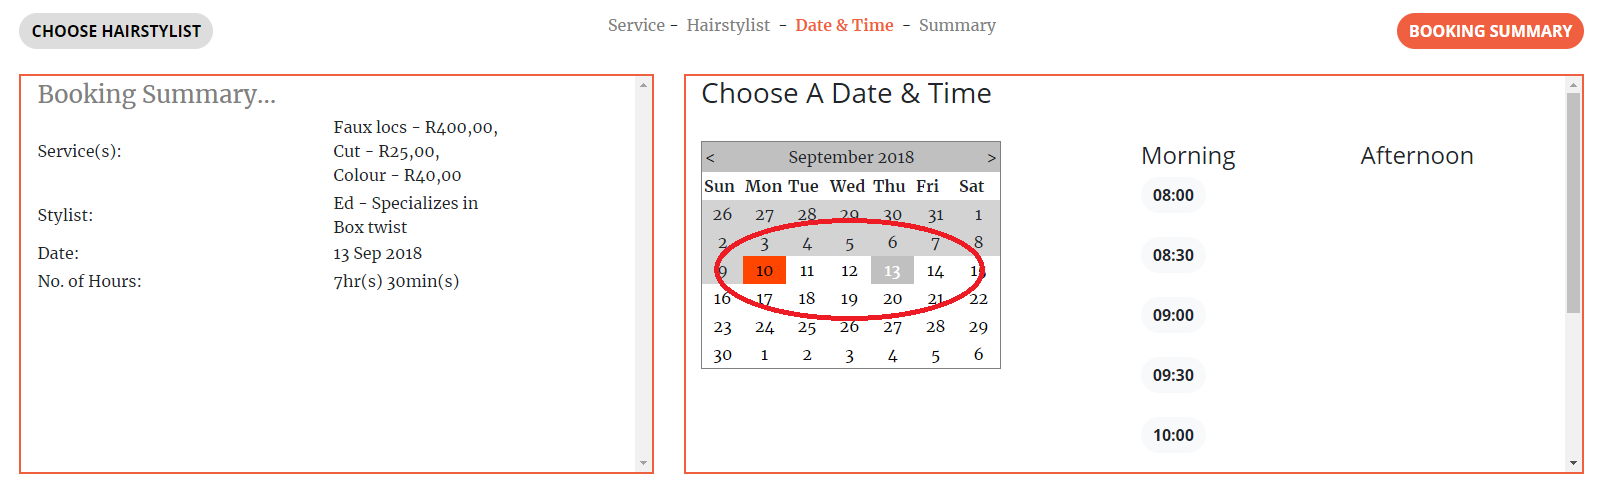 CHOOSE HAIRSTYLIST
Service - Hairstylist - Date & Time - Summary
BOOKING SUMMARY
Booking Summary...
Service(s):
Faux locs - R400,00,
Cut - R25,00,
Colour - R40,00
Stylist:
Ed - Specializes in
Box twist
Date:
13 Sep 2018
No. of Hours:
7hr(s) 30min(s)
Choose A Date & Time
< September 2018 >
Sun Mon Tue Wed Thu Fri Sat
26 27 28 29 30 31 1
2 3 4 5 6 7 8
9 10 11 12 13 14 15
16 17 18 19 20 21 22
23 24 25 26 27 28 29
30 1 2 3 4 5 6
Morning
08:00
08:30
09:00
09:30
10:00
Afternoon